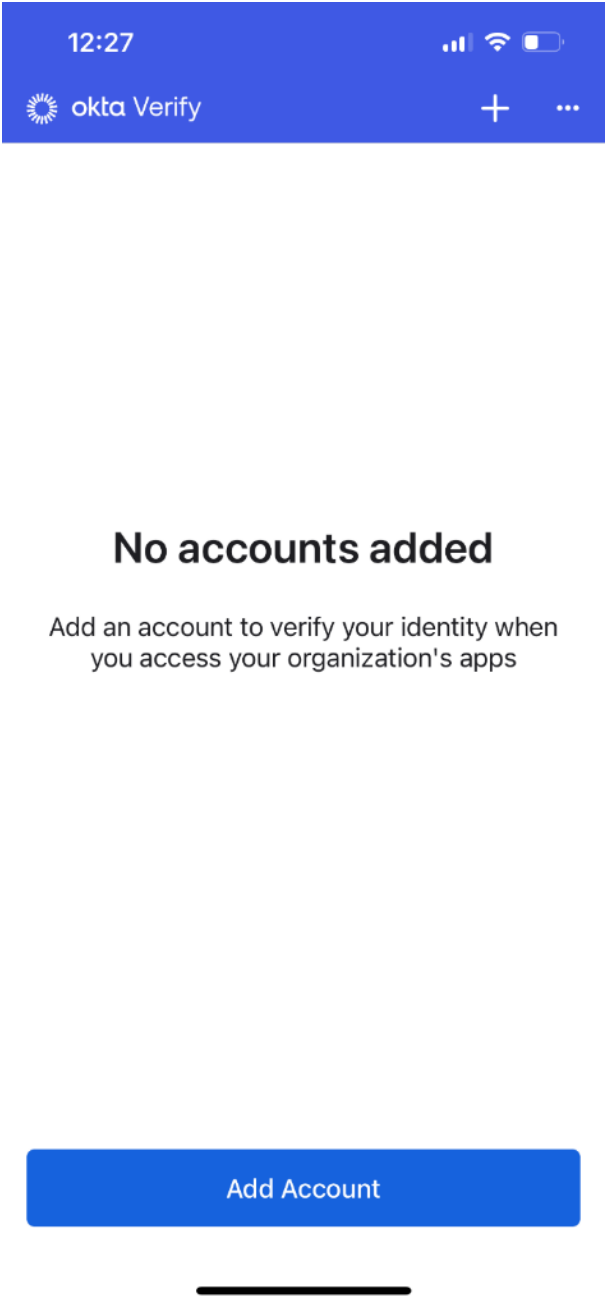 12:27
okta Verify
No accounts added
Add an account to verify your identity when
you access your organization's apps
Add Account